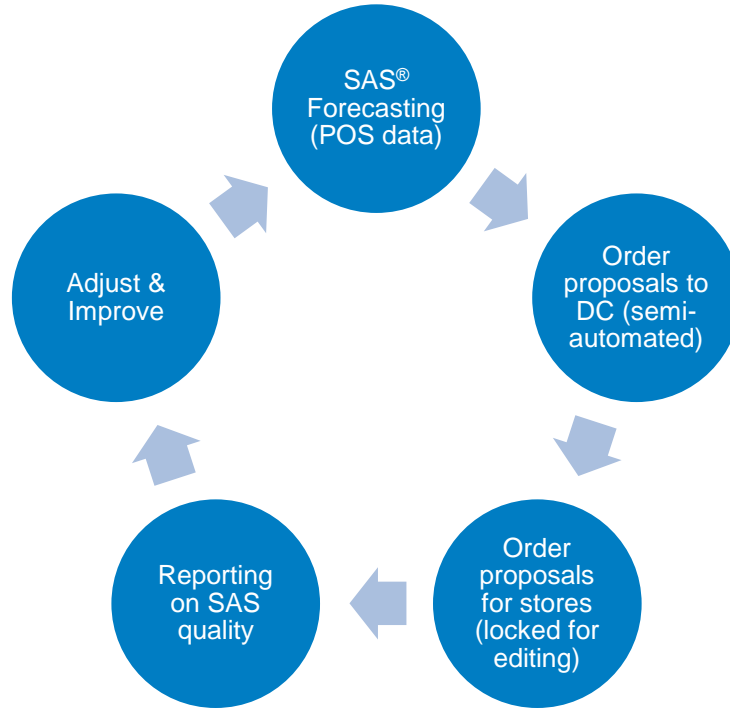 SAS®
Forecasting
(POS data)
Order
proposals to
DC (semi-
automated)
Order
proposals
for stores
(locked for
editing)
Reporting
on SAS
quality
Adjust &
Improve